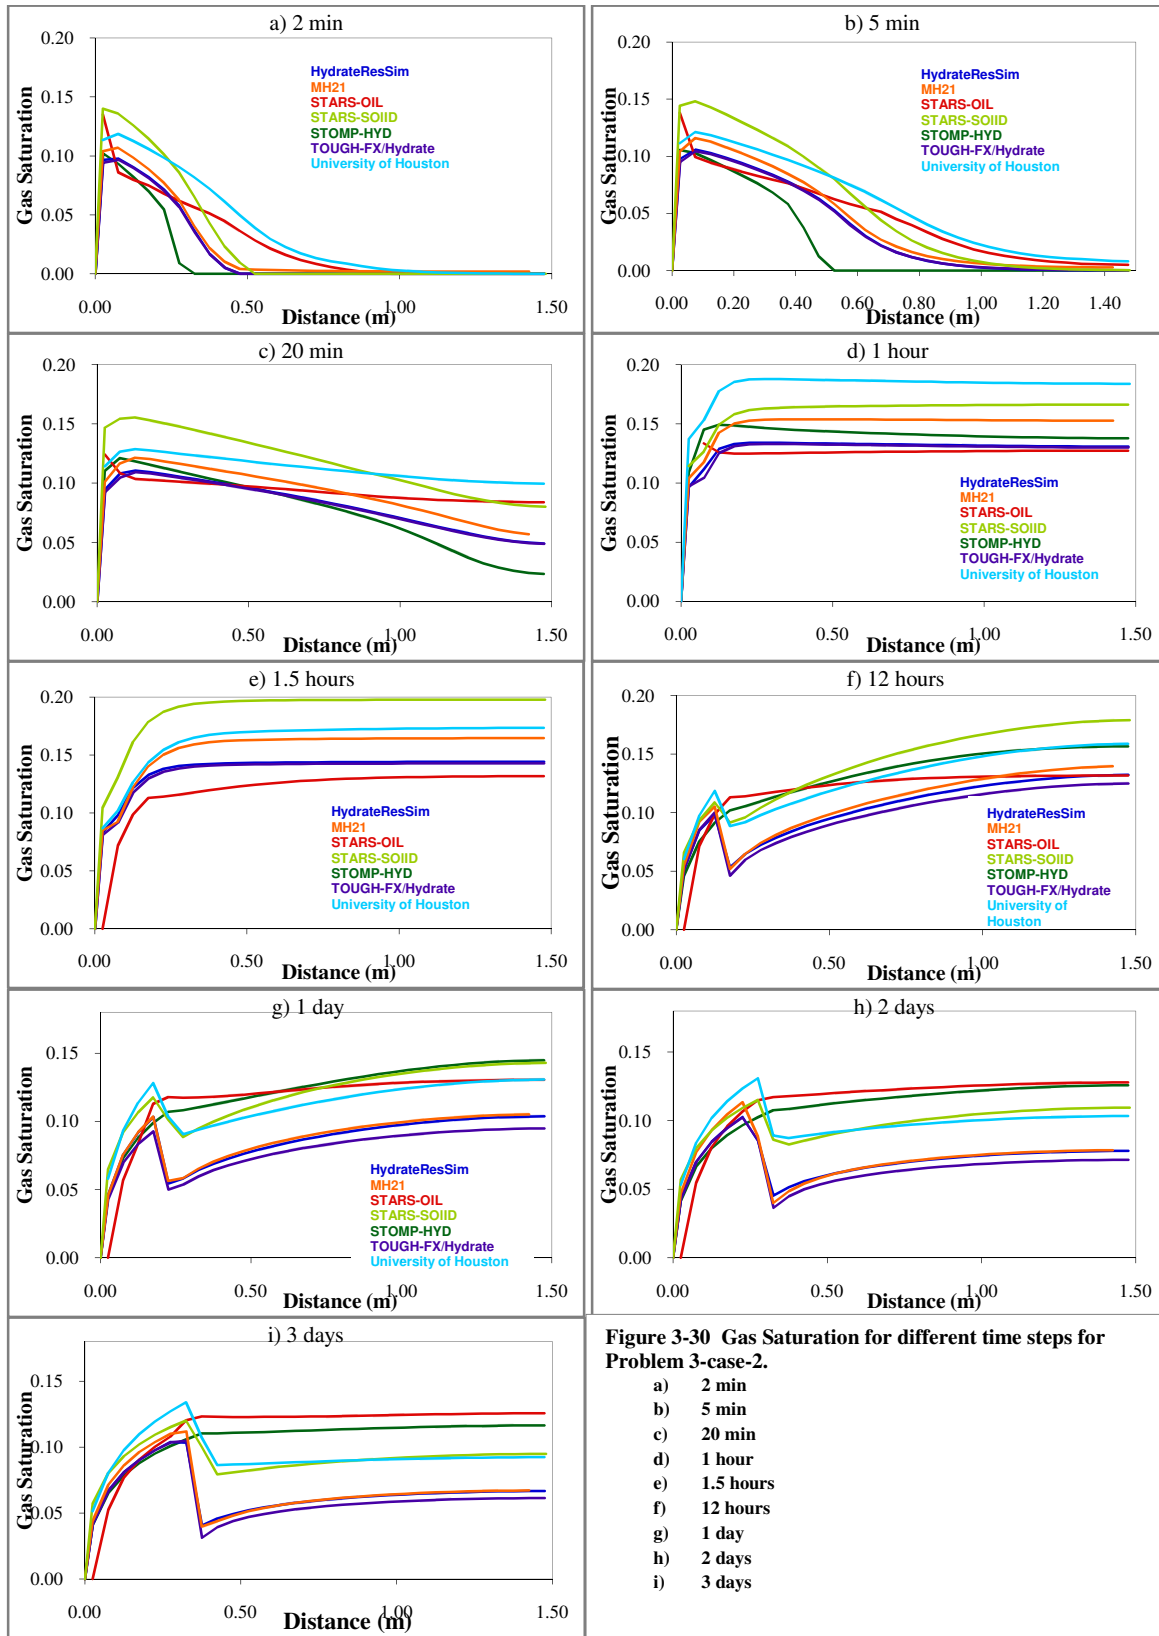 a) 2 min
0.20
0.15
0.10
0.05
0.00
Gas Saturation
HydrateResSim
MH21
STARS-OIL
STARS-SOlID
STOMP-HYD
TOUGH-FX/Hydrate
University of Houston
0.00 0.50 1.00 1.50
Distance (m)
b) 5 min
0.20
0.15
0.10
0.05
0.00
Gas Saturation
HydrateResSim
MH21
STARS-OIL
STARS-SOlID
STOMP-HYD
TOUGH-FX/Hydrate
University of Houston
0.00 0.20 0.40 0.60 0.80 1.00 1.20 1.40
Distance (m)
c) 20 min
0.20
0.15
0.10
0.05
0.00
Gas Saturation
0.00 0.50 1.00 1.50
Distance (m)
d) 1 hour
0.20
0.15
0.10
0.05
0.00
Gas Saturation
HydrateResSim
MH21
STARS-OIL
STARS-SOlID
STOMP-HYD
TOUGH-FX/Hydrate
University of Houston
0.00 0.50 1.00 1.50
Distance (m)
e) 1.5 hours
0.20
0.15
0.10
0.05
0.00
Gas Saturation
HydrateResSim
MH21
STARS-OIL
STARS-SOlID
STOMP-HYD
TOUGH-FX/Hydrate
University of Houston
0.00 0.50 1.00 1.50
Distance (m)
f) 12 hours
0.20
0.15
0.10
0.05
0.00
Gas Saturation
HydrateResSim
MH21
STARS-OIL
STARS-SOlID
STOMP-HYD
TOUGH-FX/Hydrate
University of
Houston
0.00 0.50 1.00 1.50
Distance (m)
g) 1 day
0.15
0.10
0.05
0.00
Gas Saturation
HydrateResSim
MH21
STARS-OIL
STARS-SOlID
STOMP-HYD
TOUGH-FX/Hydrate
University of Houston
0.00 0.50 1.00 1.50
Distance (m)
h) 2 days
0.15
0.10
0.05
0.00
Gas Saturation
0.00 0.50 1.00 1.50
Distance (m)
i) 3 days
0.15
0.10
0.05
0.00
Gas Saturation
0.00 0.50 1.00 1.50
Distance (m)
Figure 3-30 Gas Saturation for different time steps for
Problem 3-case-2.
a) 2 min
b) 5 min
c) 20 min
d) 1 hour
e) 1.5 hours
f) 12 hours
g) 1 day
h) 2 days
i) 3 days